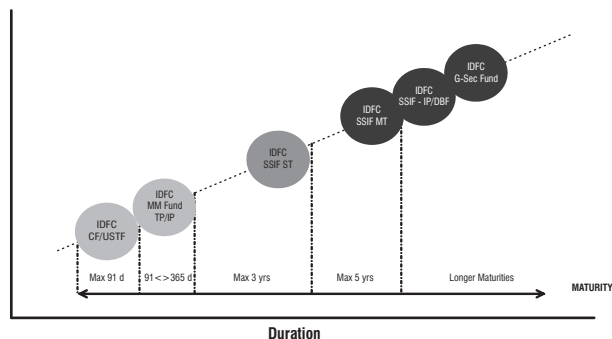 IDFC
G-Sec Fund
IDFC
SSIF - IP/DBF
IDFC
SSIF MT
IDFC
SSIF ST
IDFC
MM Fund
TP/IP
IDFC
CF/USTF
Max 91 d
91<>365 d
Max 3 yrs
Max 5 yrs
Longer Maturities
MATURITY
Duration